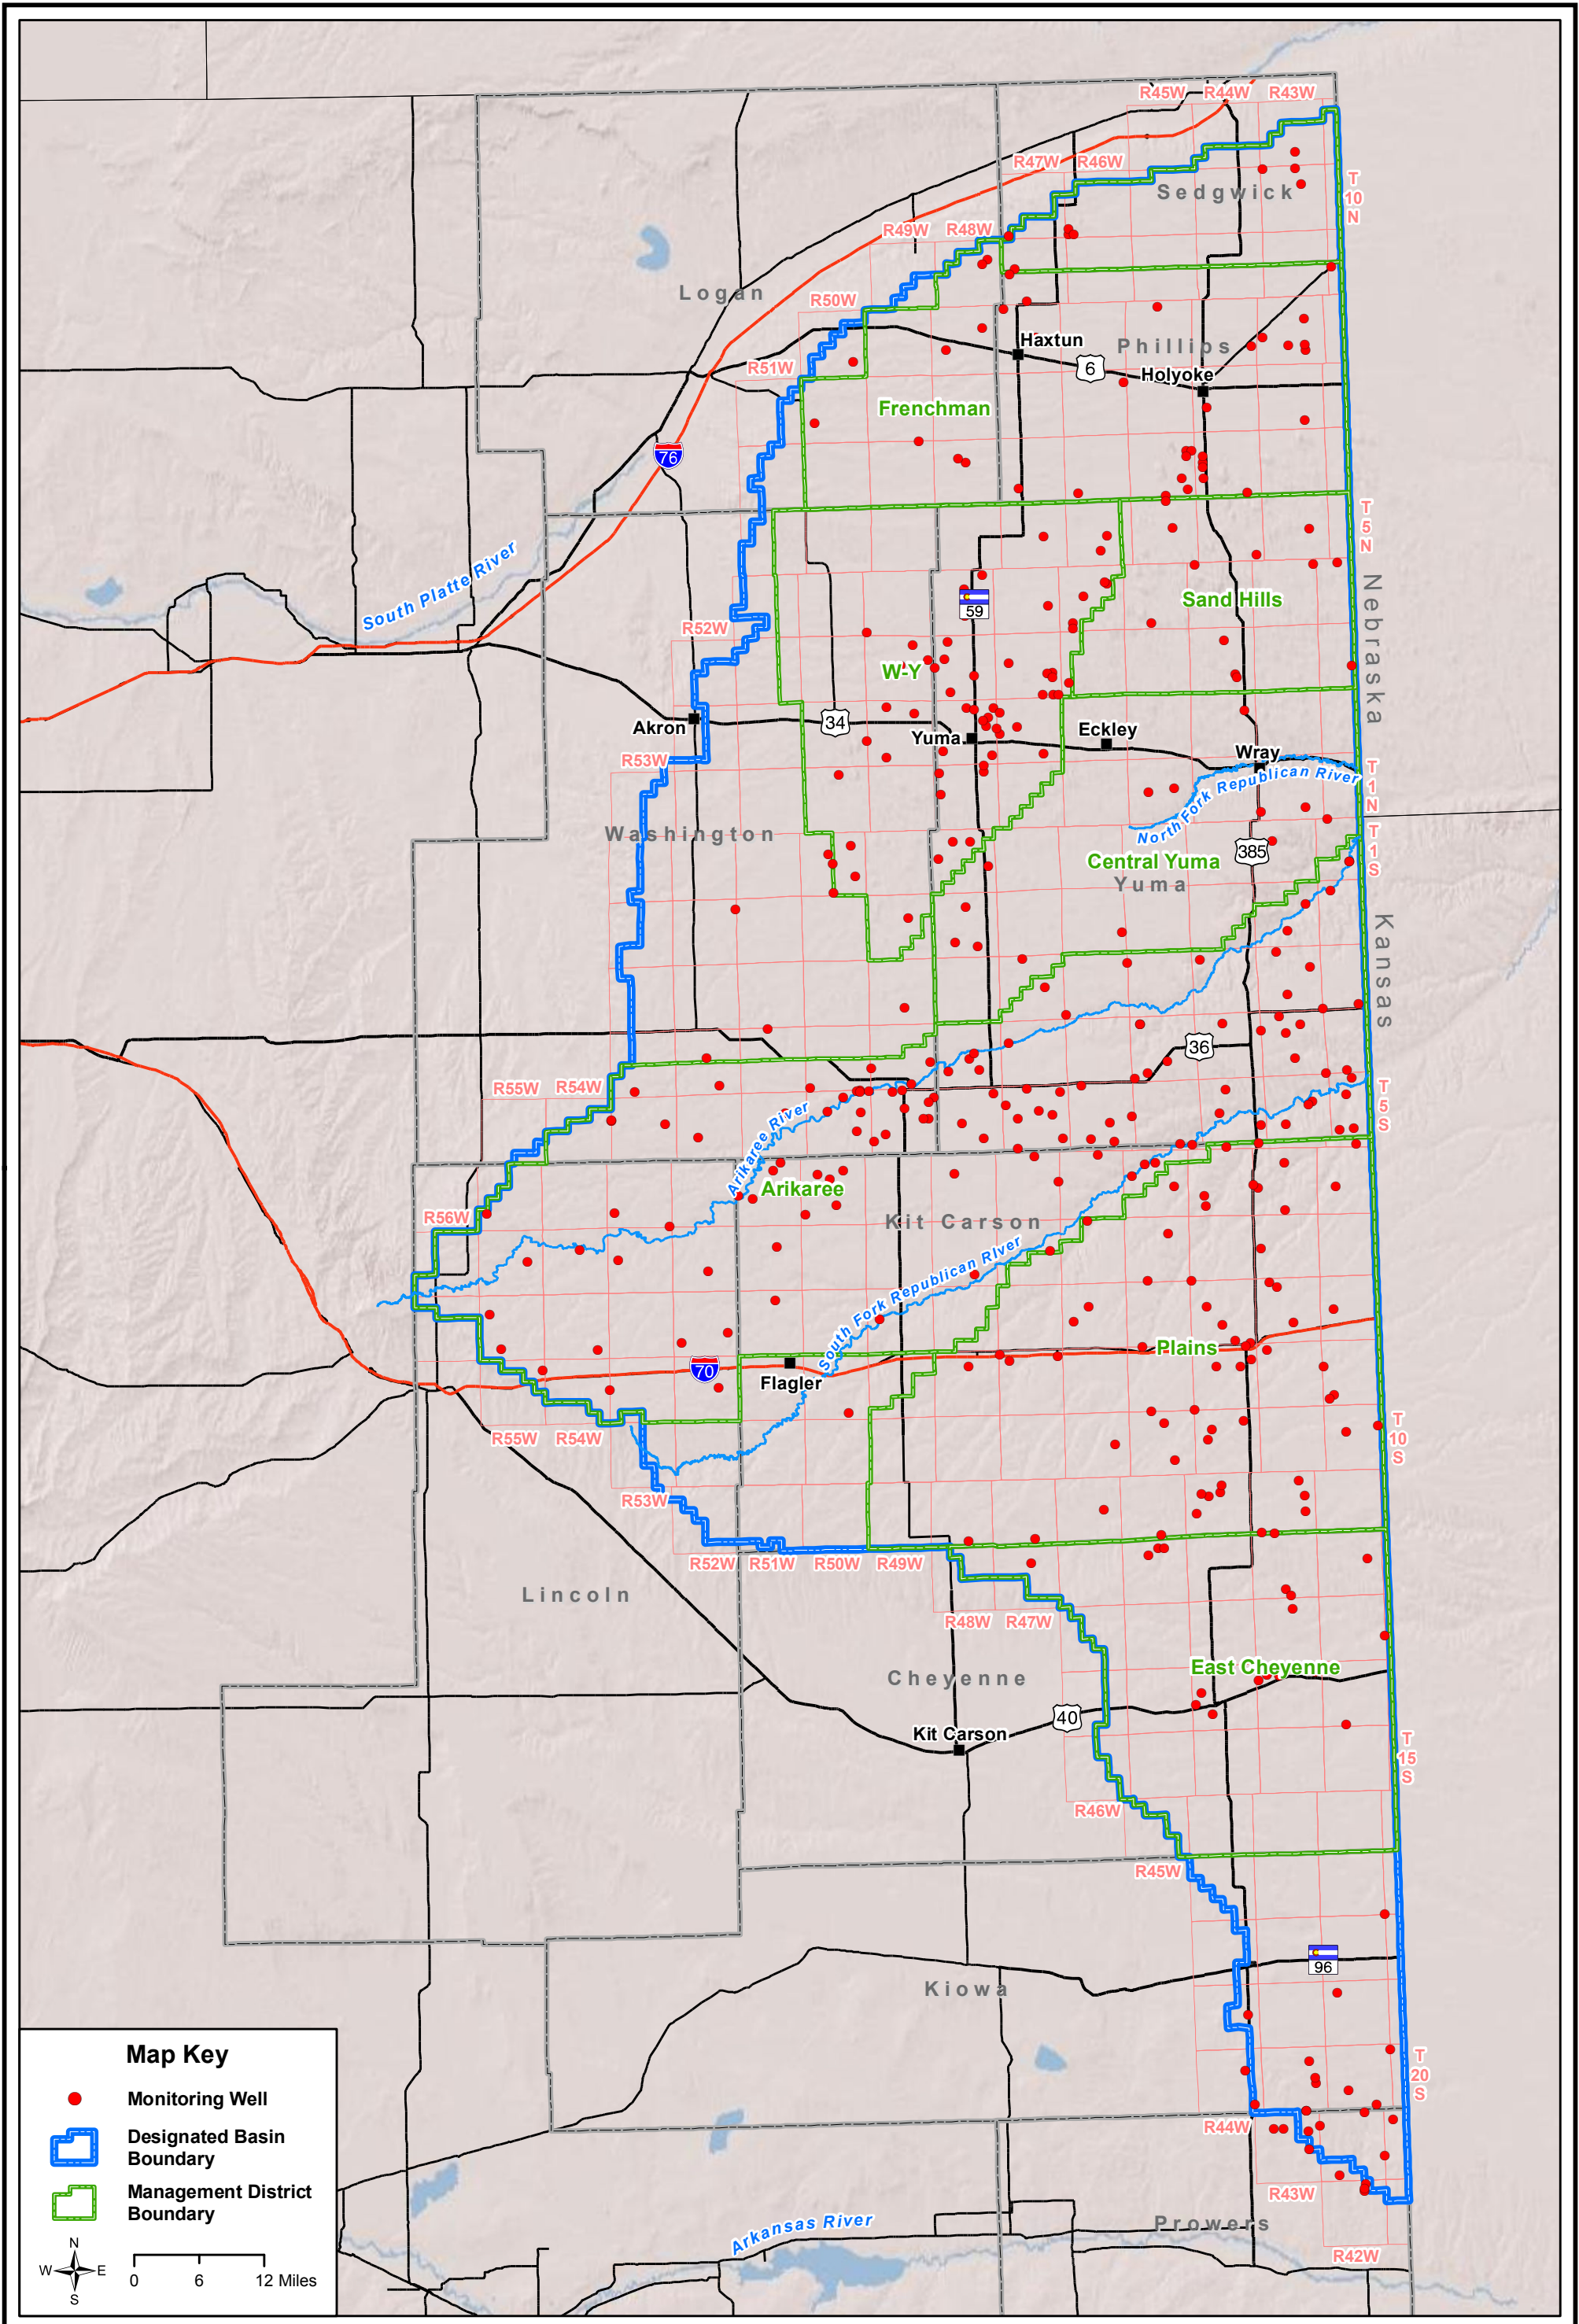 R45W R44W R43W
R47W R46W
Sedgwick
T
10
N
R49W R48W
Logan
R50W
Haxtun
Phillips
6
R51W
Holyoke
Frenchman
76
T
5
N
South Platte River
Nebraska
59
Sand Hills
R52W
W-Y
34
Akron
Yuma
Eckley
Wray
R53W
North Fork Republican River
T
1
N
T
1
S
Washington
385
Central Yuma
Yuma
Kansas
36
R55W R54W
T
5
S
Arikaree River
Arikaree
R56W
Kit Carson
South Fork Republican River
Plains
70
Flagler
R55W R54W
T
10
S
R53W
R52W R51W R50W R49W
Lincoln
R48W R47W
East Cheyenne
Cheyenne
40
Kit Carson
T
15
S
R46W
R45W
96
Kiowa
T
20
S
R44W
R43W
Prowers
Arkansas River
R42W
Map Key
Monitoring Well
Designated Basin
Boundary
Management District
Boundary
N
W E
S
0 6 12 Miles